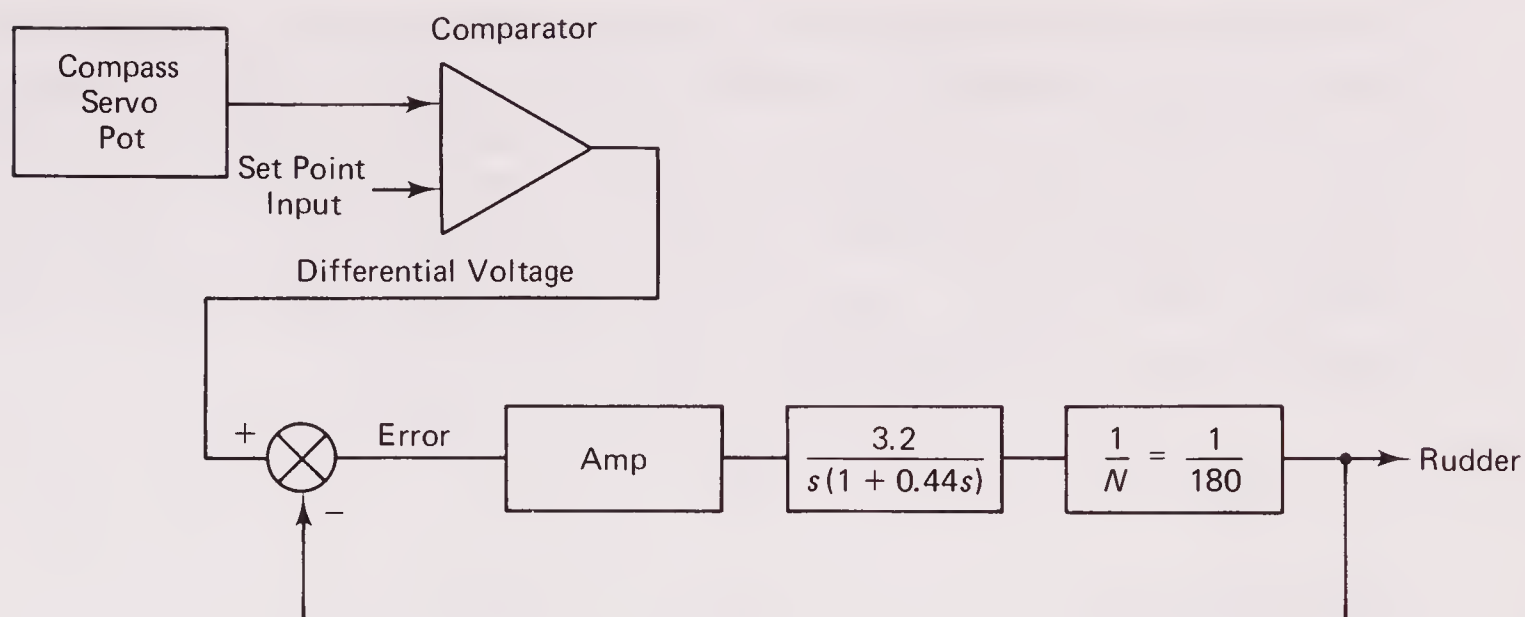 Comparator
Compass
Servo
Pot
Set Point
Input
Differential Voltage
+
Error
Amp
3.2
s(1 + 0.44s)
1/N = 1/180
Rudder
−